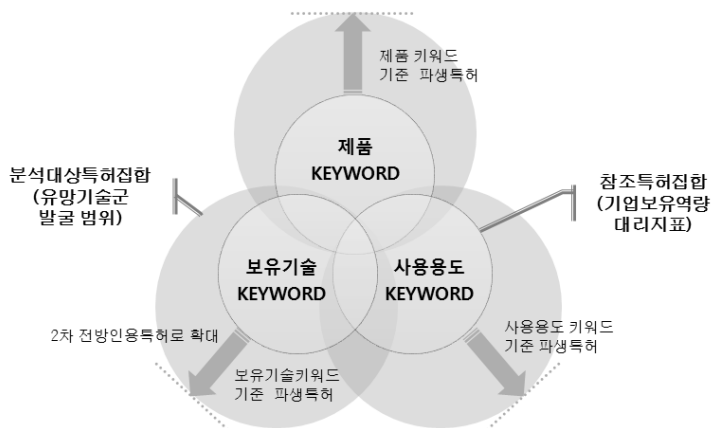 제품 키워드
기준 파생특허
제품
KEYWORD
분석대상특허집합
(유망기술군
발굴 범위)
참조특허집합
(기업보유역량
대리지표)
보유기술
KEYWORD
사용용도
KEYWORD
2차 전방인용특허로 확대
사용용도 키워드
기준 파생특허
보유기술키워드
기준 파생특허